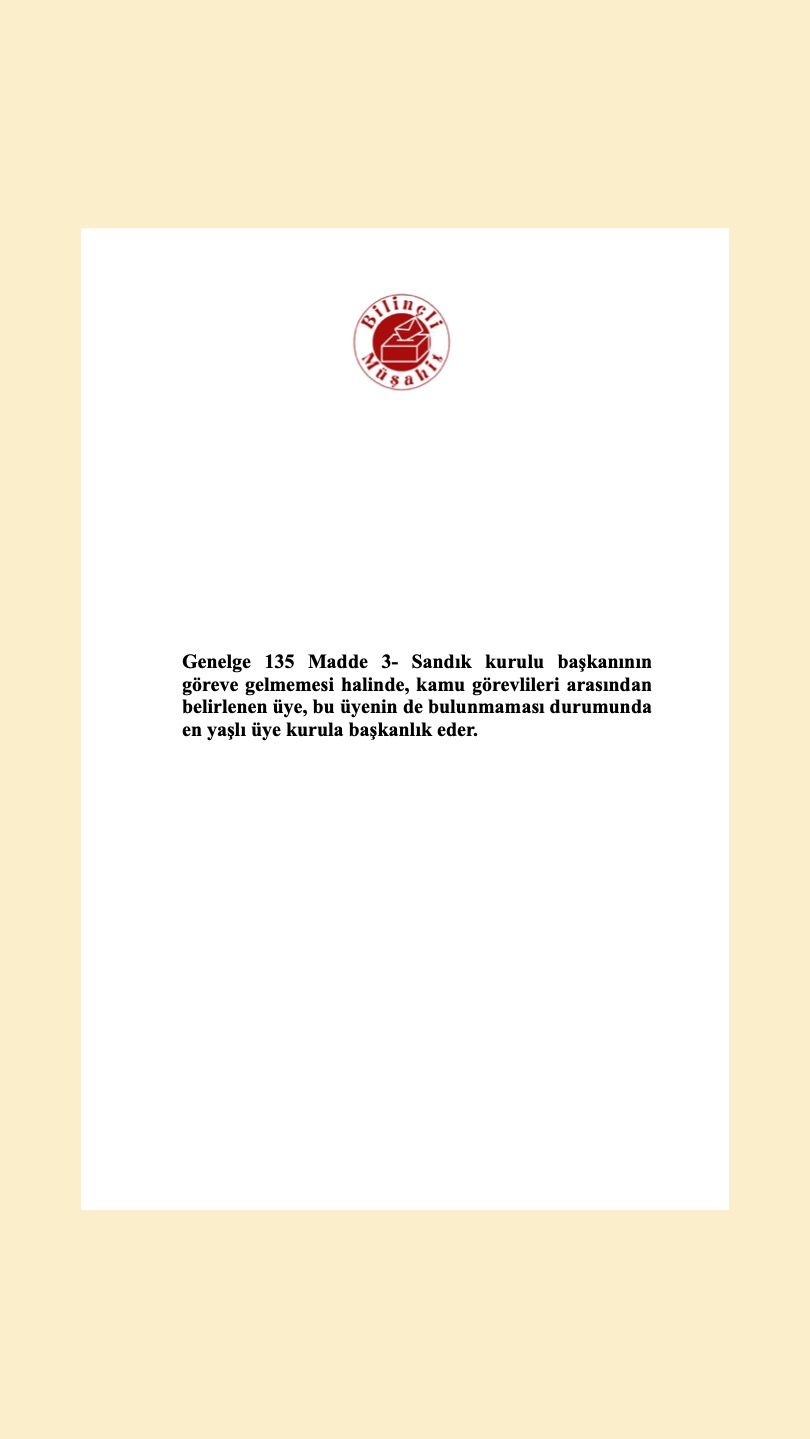 Bilinçli
Müşahit
Genelge 135 Madde 3- Sandık kurulu başkanının
göreve gelmemesi halinde, kamu görevlileri arasından
belirlenen üye, bu üyenin de bulunmaması durumunda
en yaşlı üye kurula başkanlık eder.